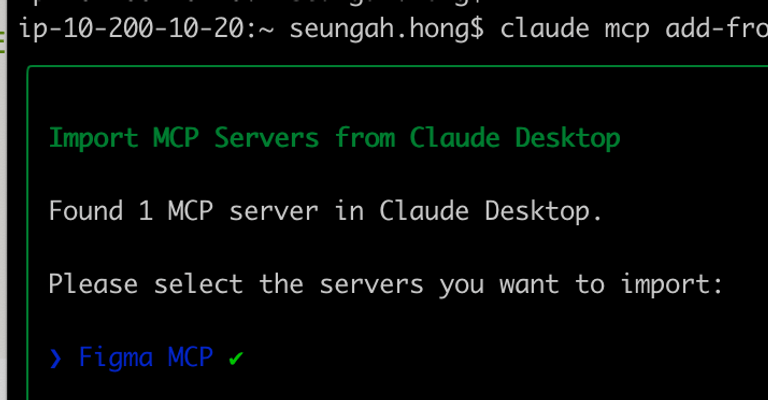 ip-10-200-10-20:~ seungah.hong$ claude mcp add-fro
Import MCP Servers from Claude Desktop
Found 1 MCP server in Claude Desktop.
Please select the servers you want to import:
❯ Figma MCP ✔